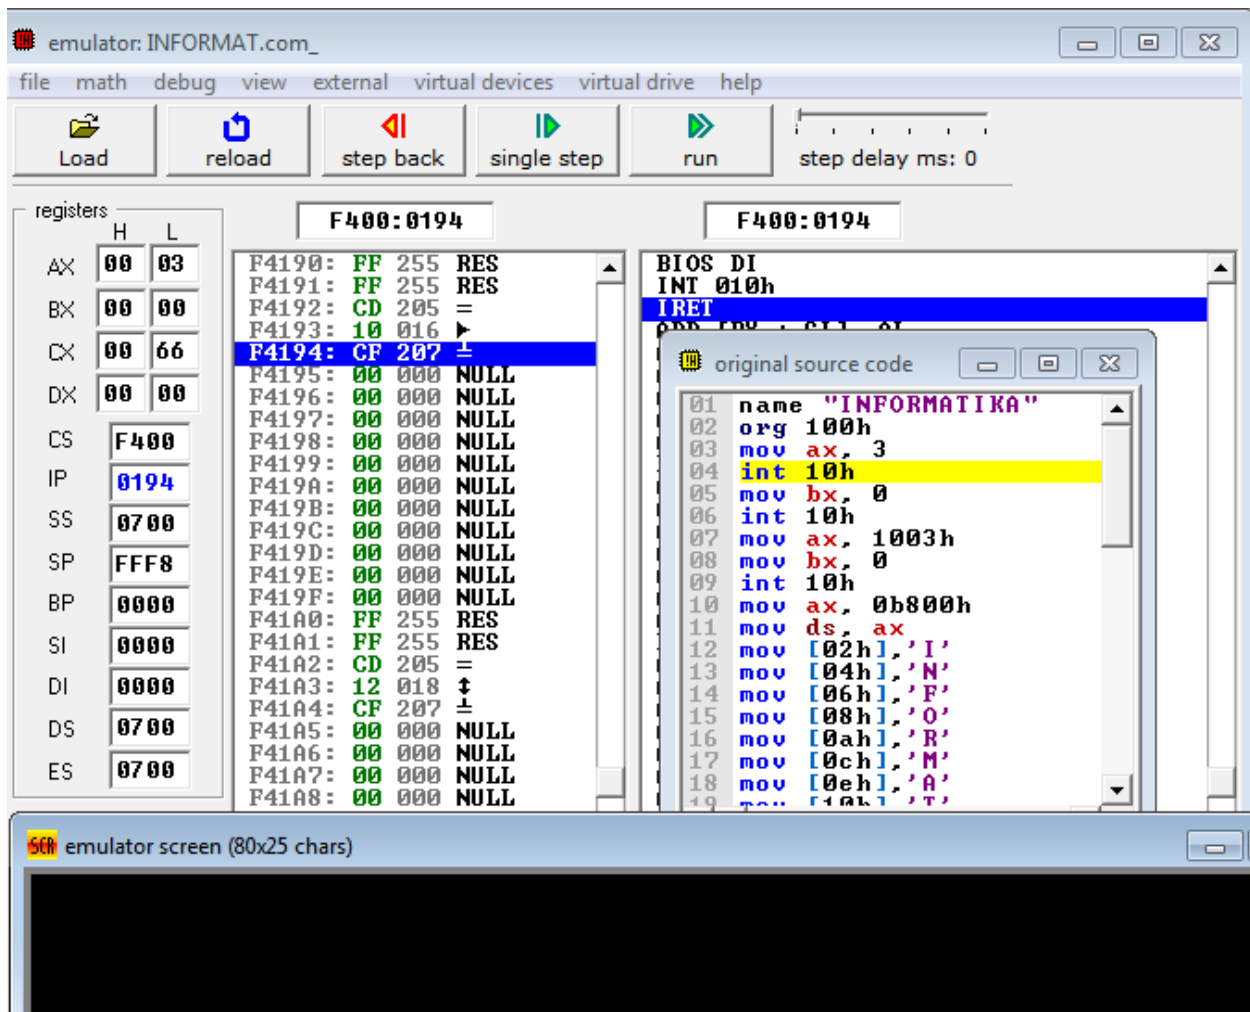 emulator: INFORMAT.com_
file math debug view external virtual devices virtual drive help
Load reload step back single step run step delay ms: 0
registers
H L
F400:0194
F400:0194
AX 00 03
BX 00 00
CX 00 66
DX 00 00
CS F400
IP 0194
SS 0700
SP FFF8
BP 0000
SI 0000
DI 0000
DS 0700
ES 0700
F4190: FF 255 RES
F4191: FF 255 RES
F4192: CD 205 =
F4193: 10 016 ►
F4194: CF 207 ╧
F4195: 00 000 NULL
F4196: 00 000 NULL
F4197: 00 000 NULL
F4198: 00 000 NULL
F4199: 00 000 NULL
F419A: 00 000 NULL
F419B: 00 000 NULL
F419C: 00 000 NULL
F419D: 00 000 NULL
F419E: 00 000 NULL
F419F: 00 000 NULL
F41A0: FF 255 RES
F41A1: FF 255 RES
F41A2: CD 205 =
F41A3: 12 018 ↕
F41A4: CF 207 ╧
F41A5: 00 000 NULL
F41A6: 00 000 NULL
F41A7: 00 000 NULL
F41A8: 00 000 NULL
BIOS DI
INT 010h
IRET
original source code
01 name "INFORMATIKA"
02 org 100h
03 mov ax, 3
04 int 10h
05 mov bx, 0
06 int 10h
07 mov ax, 1003h
08 mov bx, 0
09 int 10h
10 mov ax, 0b800h
11 mov ds, ax
12 mov [02h],'I'
13 mov [04h],'N'
14 mov [06h],'F'
15 mov [08h],'O'
16 mov [0ah],'R'
17 mov [0ch],'M'
18 mov [0eh],'A'
19 mov [10h],'T'
SCR emulator screen (80x25 chars)